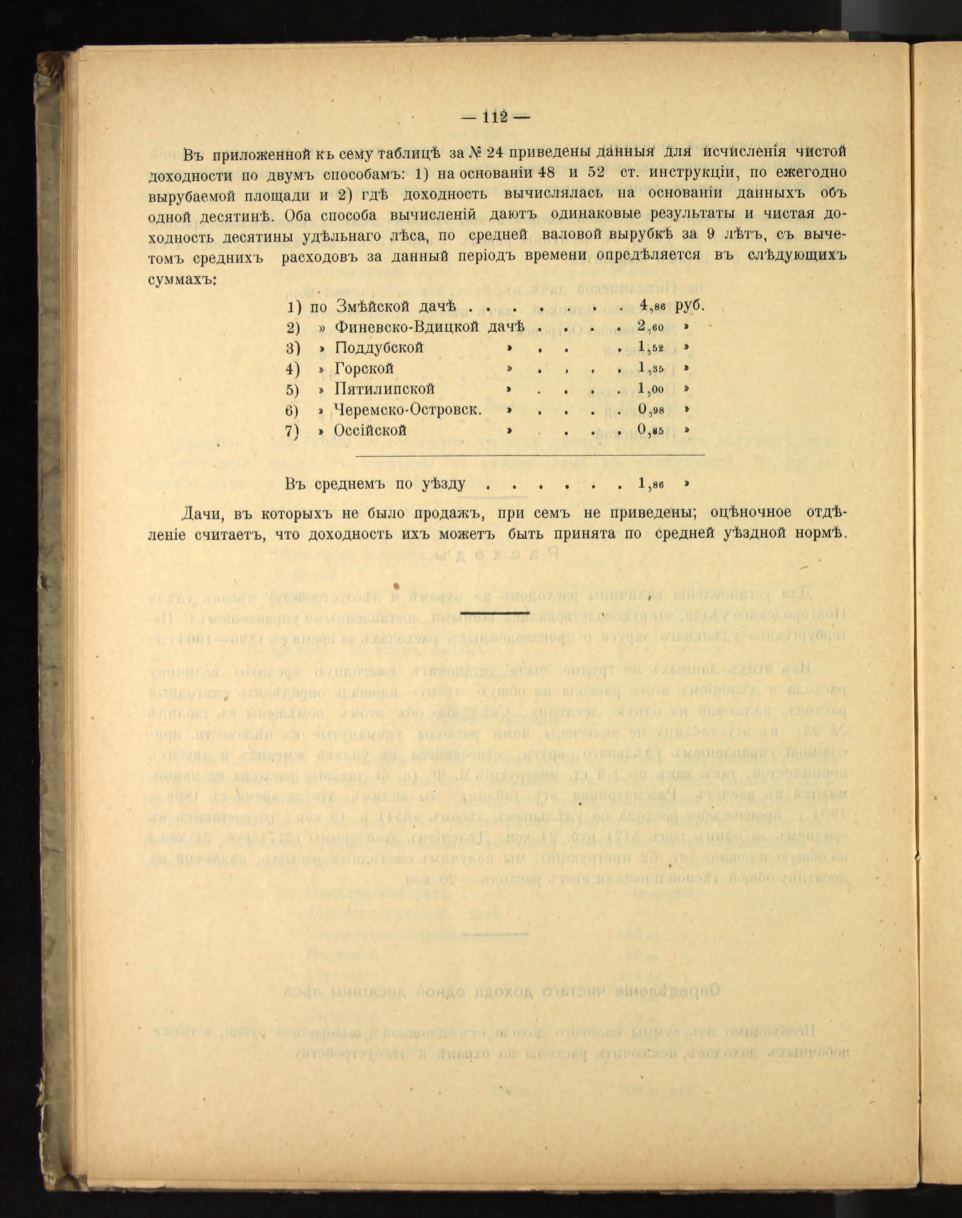 — 112 —
Въ приложенной къ сему таблицѣ за № 24 приведены данныя для исчисленія чистой
доходности по двумъ способамъ: 1) на основаніи 48 и 52 ст. инструкціи, по ежегодно
вырубаемой площади и 2) гдѣ доходность вычислялась на основаніи данныхъ объ
одной десятинѣ. Оба способа вычисленій даютъ одинаковые результаты и чистая до-
ходность десятины удѣльнаго лѣса, по средней валовой вырубкѣ за 9 лѣтъ, съ выче-
томъ среднихъ расходовъ за данный періодъ времени опредѣляется въ слѣдующихъ
суммахъ:
1) по Змѣйской дачѣ . . . . . . . 4,86 руб.
2) » Финевско-Вдицкой дачѣ . . . . 2,60 »
3) » Поддубской » . . . 1,52 »
4) » Горской » . . . . 1,35 »
5) » Пятилипской » . . . . 1,00 »
6) » Черемско-Островск. » . . . . 0,98 »
7) » Оссійской » . . . . 0,85 »
Въ среднемъ по уѣзду . . . . . . 1,86 »
Дачи, въ которыхъ не было продажъ, при семъ не приведены; оцѣночное отдѣ-
леніе считаетъ, что доходность ихъ можетъ быть принята по средней уѣздной нормѣ.